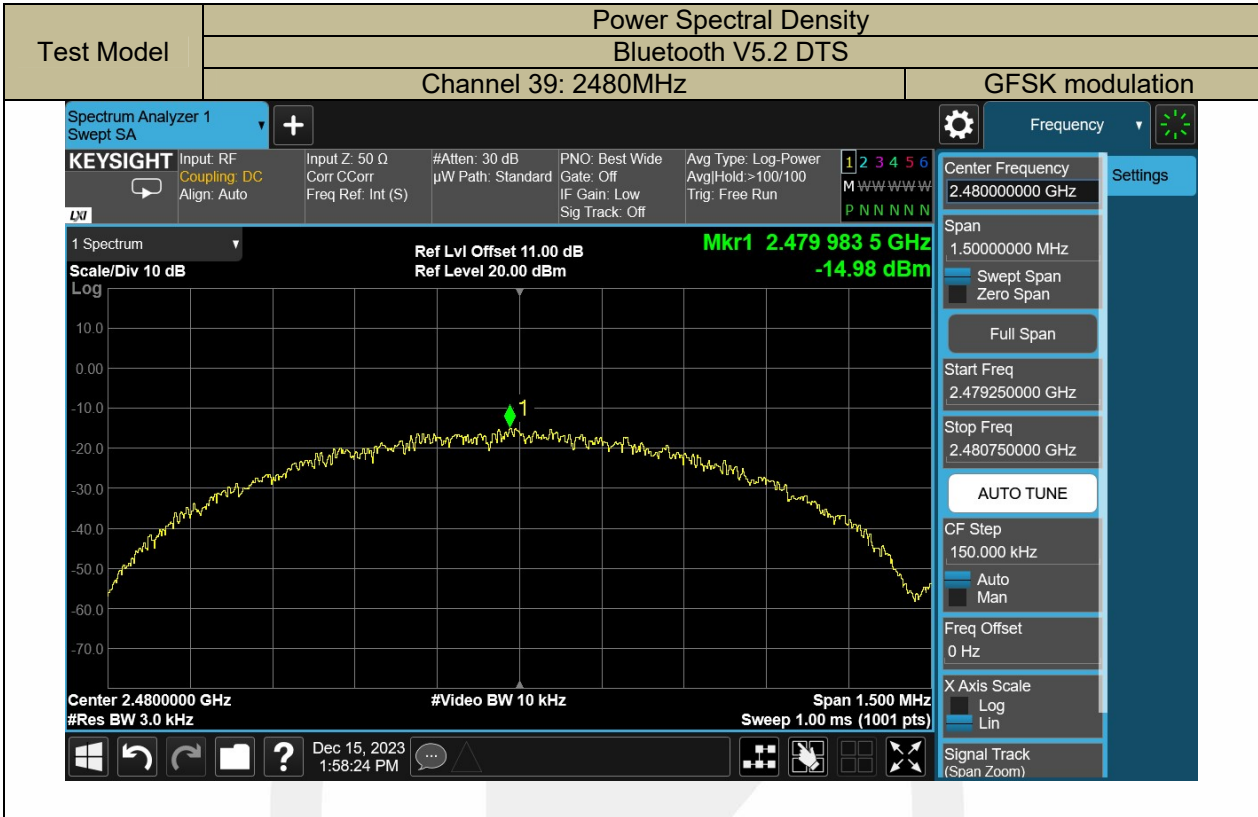 Test Model
Power Spectral Density
Bluetooth V5.2 DTS
Channel 39: 2480MHz
GFSK modulation
Spectrum Analyzer 1
Swept SA
Frequency
KEYSIGHT
LXI
Input: RF
Coupling: DC
Align: Auto
Input Z: 50 Ω
Corr CCorr
Freq Ref: Int (S)
#Atten: 30 dB
µW Path: Standard
PNO: Best Wide
Gate: Off
IF Gain: Low
Sig Track: Off
Avg Type: Log-Power
Avg|Hold:>100/100
Trig: Free Run
1 2 3 4 5 6
M W W W W W
P N N N N N
1 Spectrum
Scale/Div 10 dB
Log
Ref Lvl Offset 11.00 dB
Ref Level 20.00 dBm
Mkr1 2.479 983 5 GHz
-14.98 dBm
10.0
0.00
-10.0
-20.0
-30.0
-40.0
-50.0
-60.0
-70.0
1
Center 2.4800000 GHz
#Res BW 3.0 kHz
#Video BW 10 kHz
Span 1.500 MHz
Sweep 1.00 ms (1001 pts)
Center Frequency
2.480000000 GHz
Settings
Span
1.50000000 MHz
Swept Span
Zero Span
Full Span
Start Freq
2.479250000 GHz
Stop Freq
2.480750000 GHz
AUTO TUNE
CF Step
150.000 kHz
Auto
Man
Freq Offset
0 Hz
X Axis Scale
Log
Lin
Signal Track
(Span Zoom)
?
Dec 15, 2023
1:58:24 PM